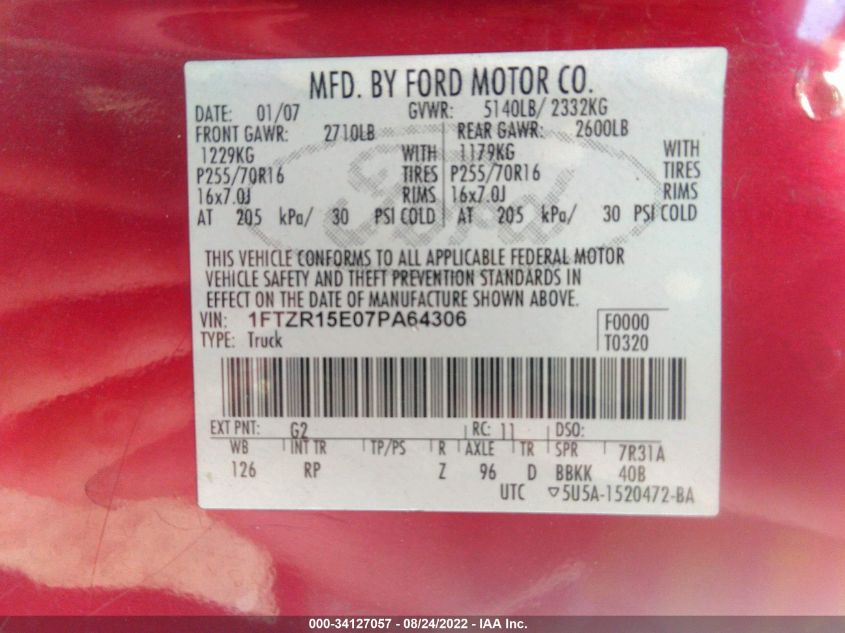 MFD. BY FORD MOTOR CO.
DATE: 01/07 GVWR: 5140LB/ 2332KG
FRONT GAWR: 2710LB REAR GAWR: 2600LB
1229KG WITH 1179KG WITH
P255/70R16 TIRES P255/70R16 TIRES
16x7.0J RIMS 16x7.0J RIMS
AT 205 kPa/ 30 PSI COLD AT 205 kPa/ 30 PSI COLD
Ford
THIS VEHICLE CONFORMS TO ALL APPLICABLE FEDERAL MOTOR
VEHICLE SAFETY AND THEFT PREVENTION STANDARDS IN
EFFECT ON THE DATE OF MANUFACTURE SHOWN ABOVE.
VIN: 1FTZR15E07PA64306 F0000
TYPE: Truck T0320
EXT PNT: G2 RC: 11 DSO:
WB INT TR TP/PS R AXLE TR SPR 7R31A
126 RP Z 96 D BBKK 40B
UTC ▽5U5A-1520472-BA
000-34127057 - 08/24/2022 - IAA Inc.